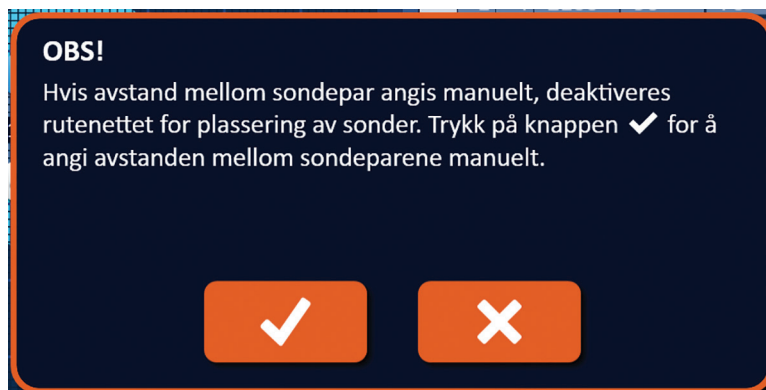 OBS!
Hvis avstand mellom sondepar angis manuelt, deaktiveres
rutenettet for plassering av sonder. Trykk på knappen ✔ for å
angi avstanden mellom sondeparene manuelt.